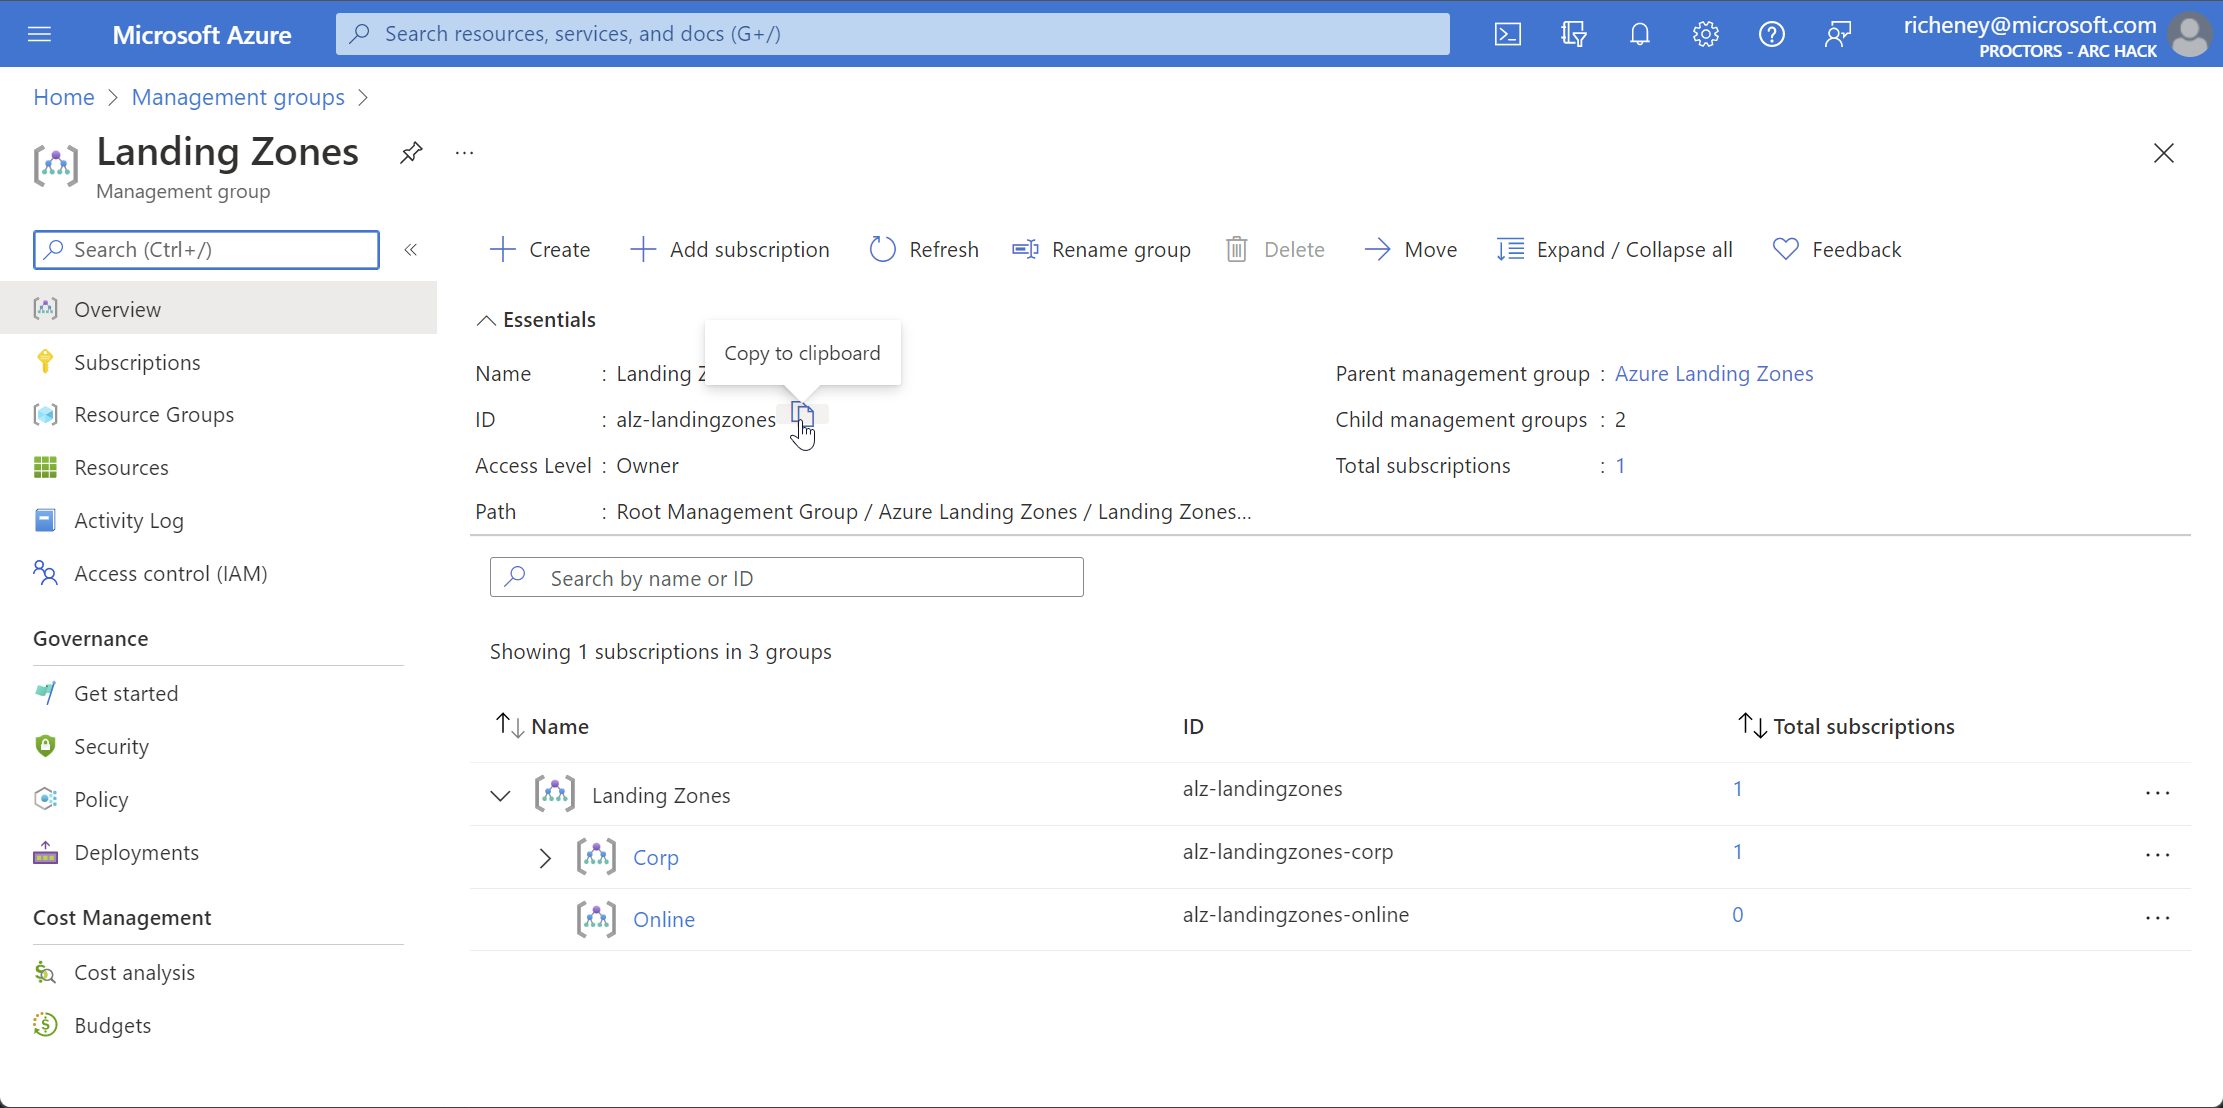 Microsoft Azure
Search resources, services, and docs (G+/)
richeney@microsoft.com
PROCTORS - ARC HACK
Home > Management groups >
Landing Zones
...
Management group
Search (Ctrl+/)
«
Create
Add subscription
Refresh
Rename group
Delete
Move
Expand / Collapse all
Feedback
Overview
Subscriptions
Resource Groups
Resources
Activity Log
Access control (IAM)
Governance
Get started
Security
Policy
Deployments
Cost Management
Cost analysis
Budgets
Essentials
Copy to clipboard
Name : Landing
ID : alz-landingzones
Access Level : Owner
Path : Root Management Group / Azure Landing Zones / Landing Zones...
Parent management group : Azure Landing Zones
Child management groups : 2
Total subscriptions : 1
Search by name or ID
Showing 1 subscriptions in 3 groups
Name ID Total subscriptions
Landing Zones alz-landingzones 1 ...
Corp alz-landingzones-corp 1 ...
Online alz-landingzones-online 0 ...